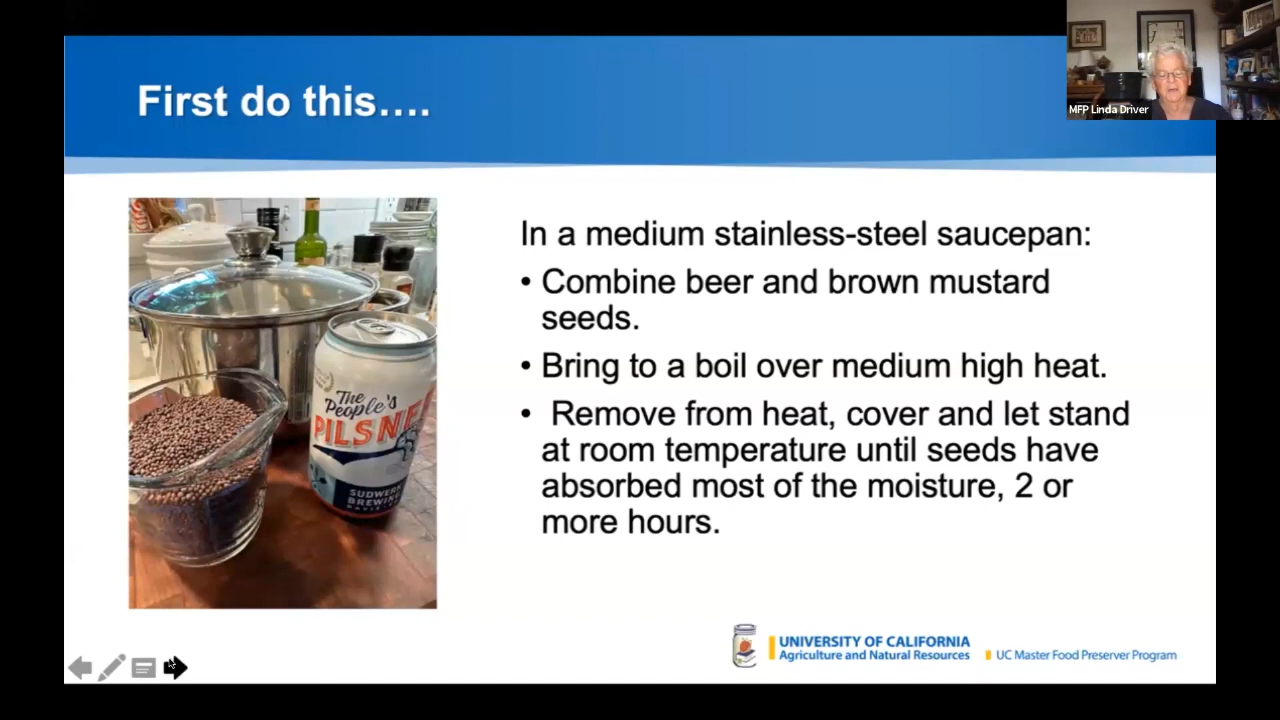 First do this….
MFP Linda Driver
In a medium stainless-steel saucepan:
• Combine beer and brown mustard
seeds.
• Bring to a boil over medium high heat.
• Remove from heat, cover and let stand
at room temperature until seeds have
absorbed most of the moisture, 2 or
more hours.
The
People's
PILSNE
SUDWERK
BREWING
UNIVERSITY OF CALIFORNIA
Agriculture and Natural Resources
UC Master Food Preserver Program